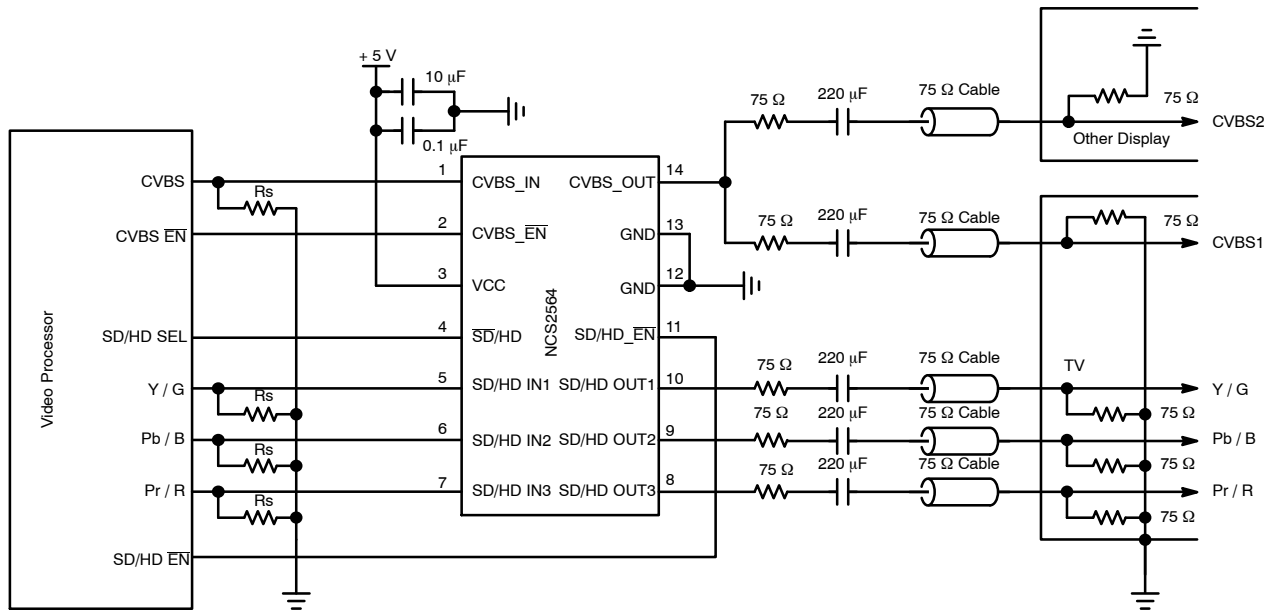 + 5 V
10 μF
0.1 μF
Video Processor
CVBS
Rs
CVBS E̅N̅
SD/HD SEL
Y / G
Rs
Pb / B
Rs
Pr / R
Rs
SD/HD E̅N̅
NCS2564
1
CVBS_IN
2
CVBS_E̅N̅
3
VCC
4
S̅D̅/HD
5
SD/HD IN1
6
SD/HD IN2
7
SD/HD IN3
CVBS_OUT
14
GND
13
GND
12
SD/HD_E̅N̅
11
SD/HD OUT1
10
SD/HD OUT2
9
SD/HD OUT3
8
75 Ω
220 μF
75 Ω Cable
75 Ω
Other Display
CVBS2
75 Ω
220 μF
75 Ω Cable
75 Ω
CVBS1
75 Ω
220 μF
75 Ω Cable
TV
Y / G
75 Ω
75 Ω
220 μF
75 Ω Cable
Pb / B
75 Ω
75 Ω
220 μF
75 Ω Cable
Pr / R
75 Ω